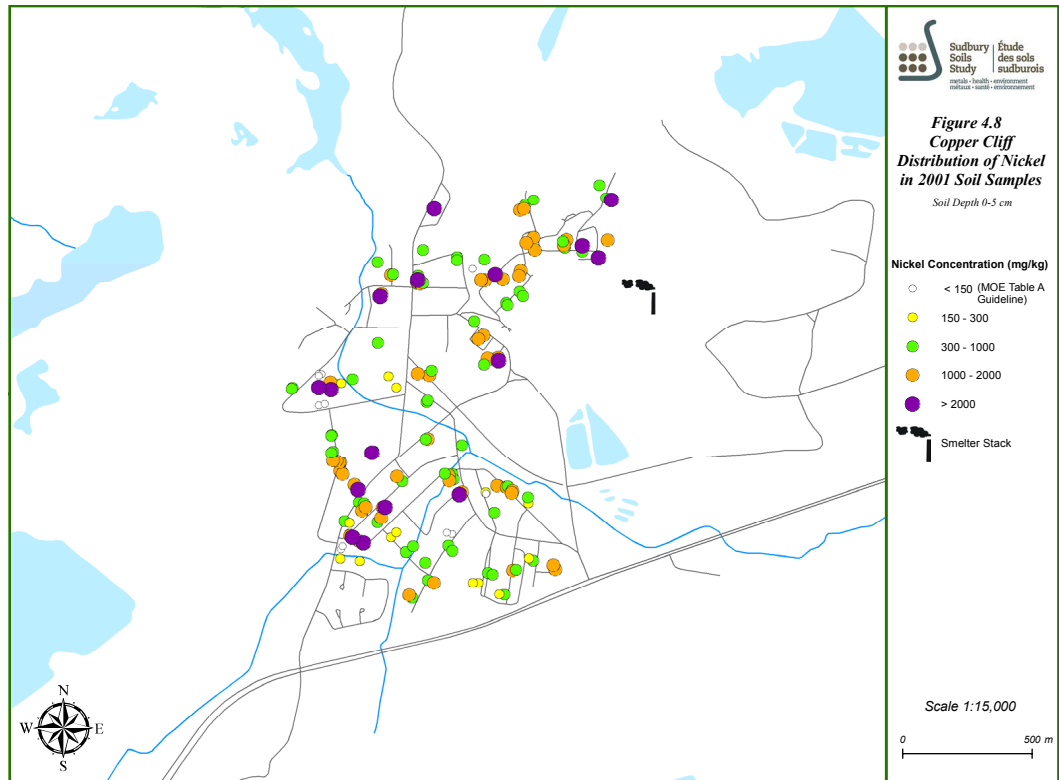 Sudbury
Soils
Study
Étude
des sols
sudburois
metals · health · environment
métaux · santé · environnement
Figure 4.8
Copper Cliff
Distribution of Nickel
in 2001 Soil Samples
Soil Depth 0-5 cm
Nickel Concentration (mg/kg)
< 150 (MOE Table A
Guideline)
150 - 300
300 - 1000
1000 - 2000
> 2000
Smelter Stack
N
W E
S
Scale 1:15,000
0 500 m